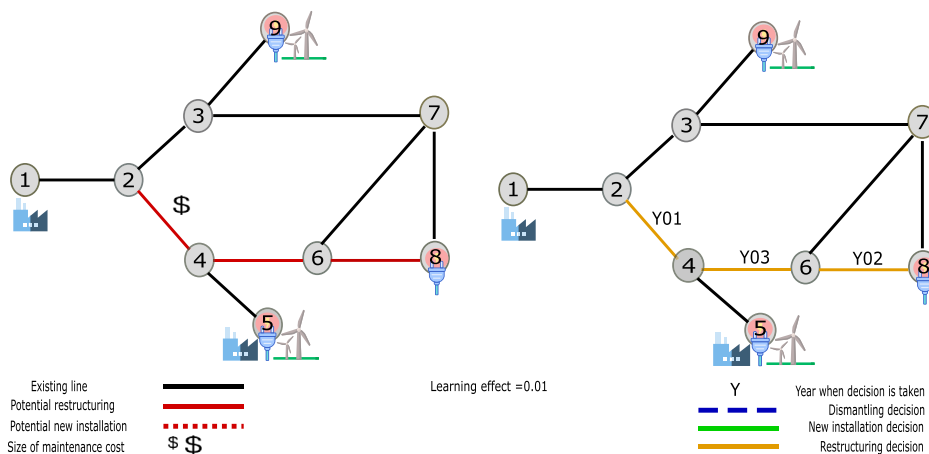 9
3
7
1
2
$
4
6
8
5
Existing line
Potential restructuring
Potential new installation
Size of maintenance cost
$ $
Learning effect =0.01
9
3
7
1
2
Y01
4
Y03
6
Y02
8
5
Y
Year when decision is taken
Dismantling decision
New installation decision
Restructuring decision